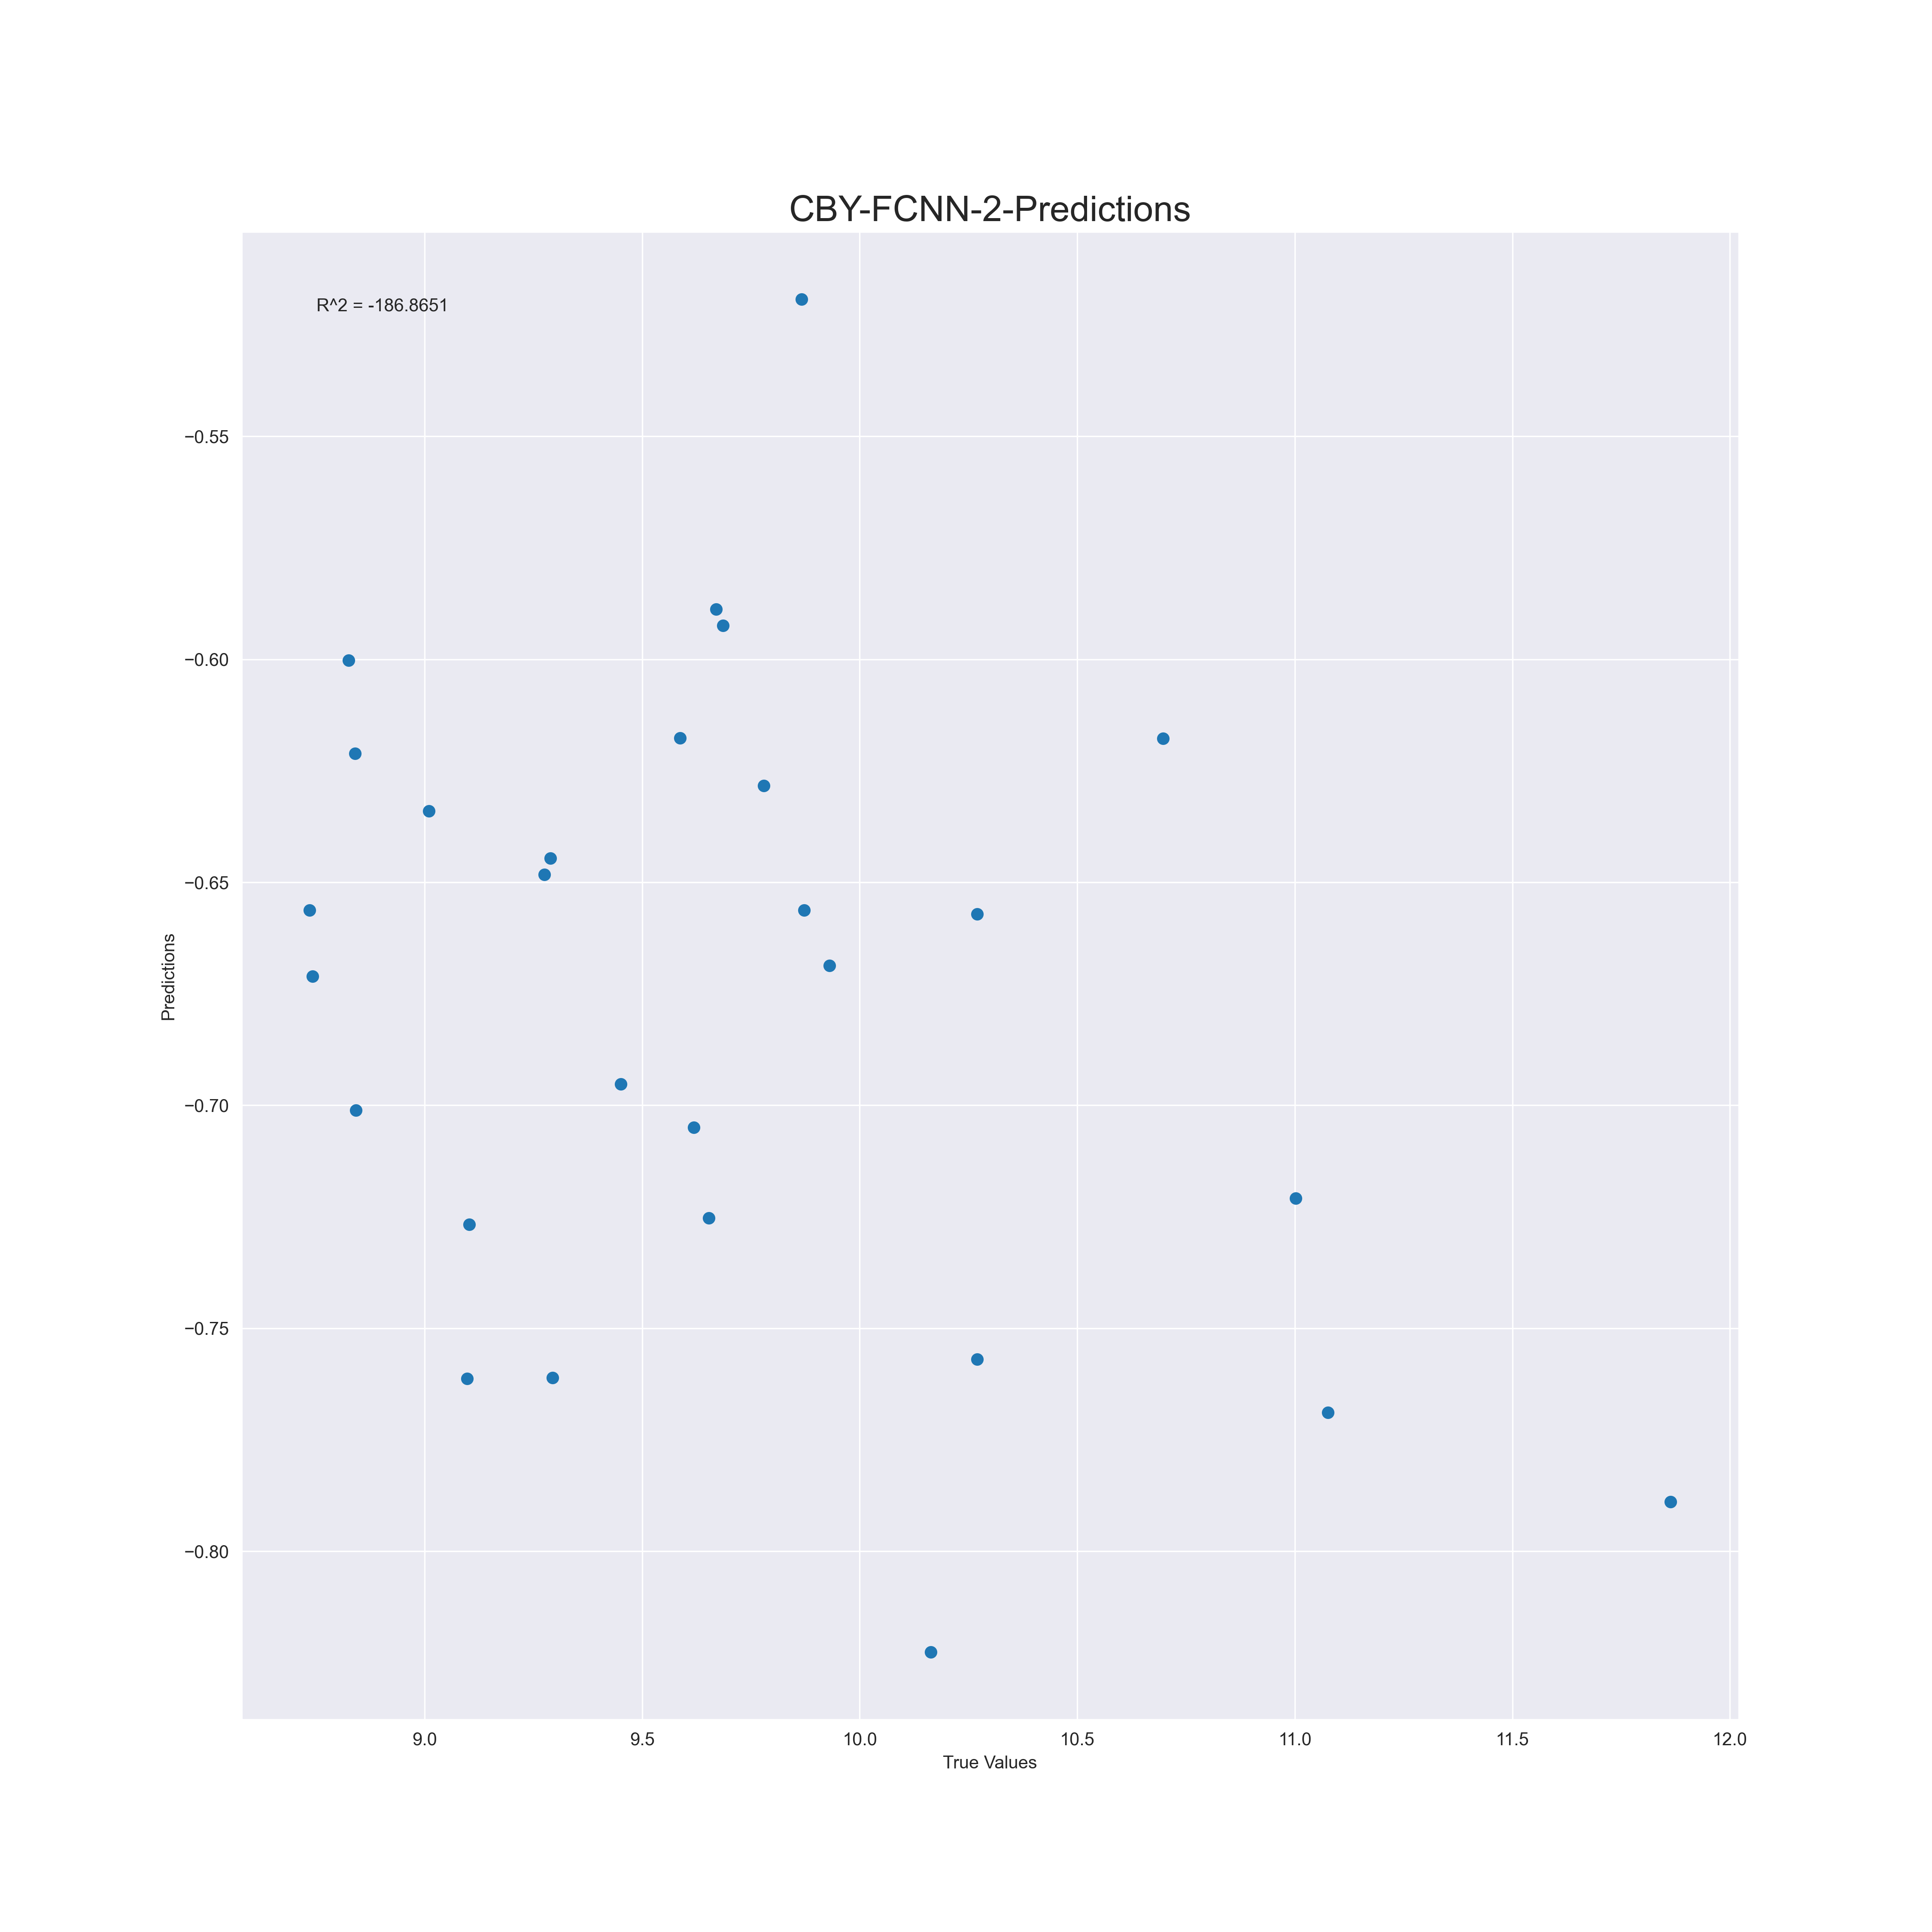 CBY-FCNN-2-Predictions
R^2 = -186.8651
−0.55
−0.60
−0.65
−0.70
−0.75
−0.80
Predictions
9.0 9.5 10.0 10.5 11.0 11.5 12.0
True Values